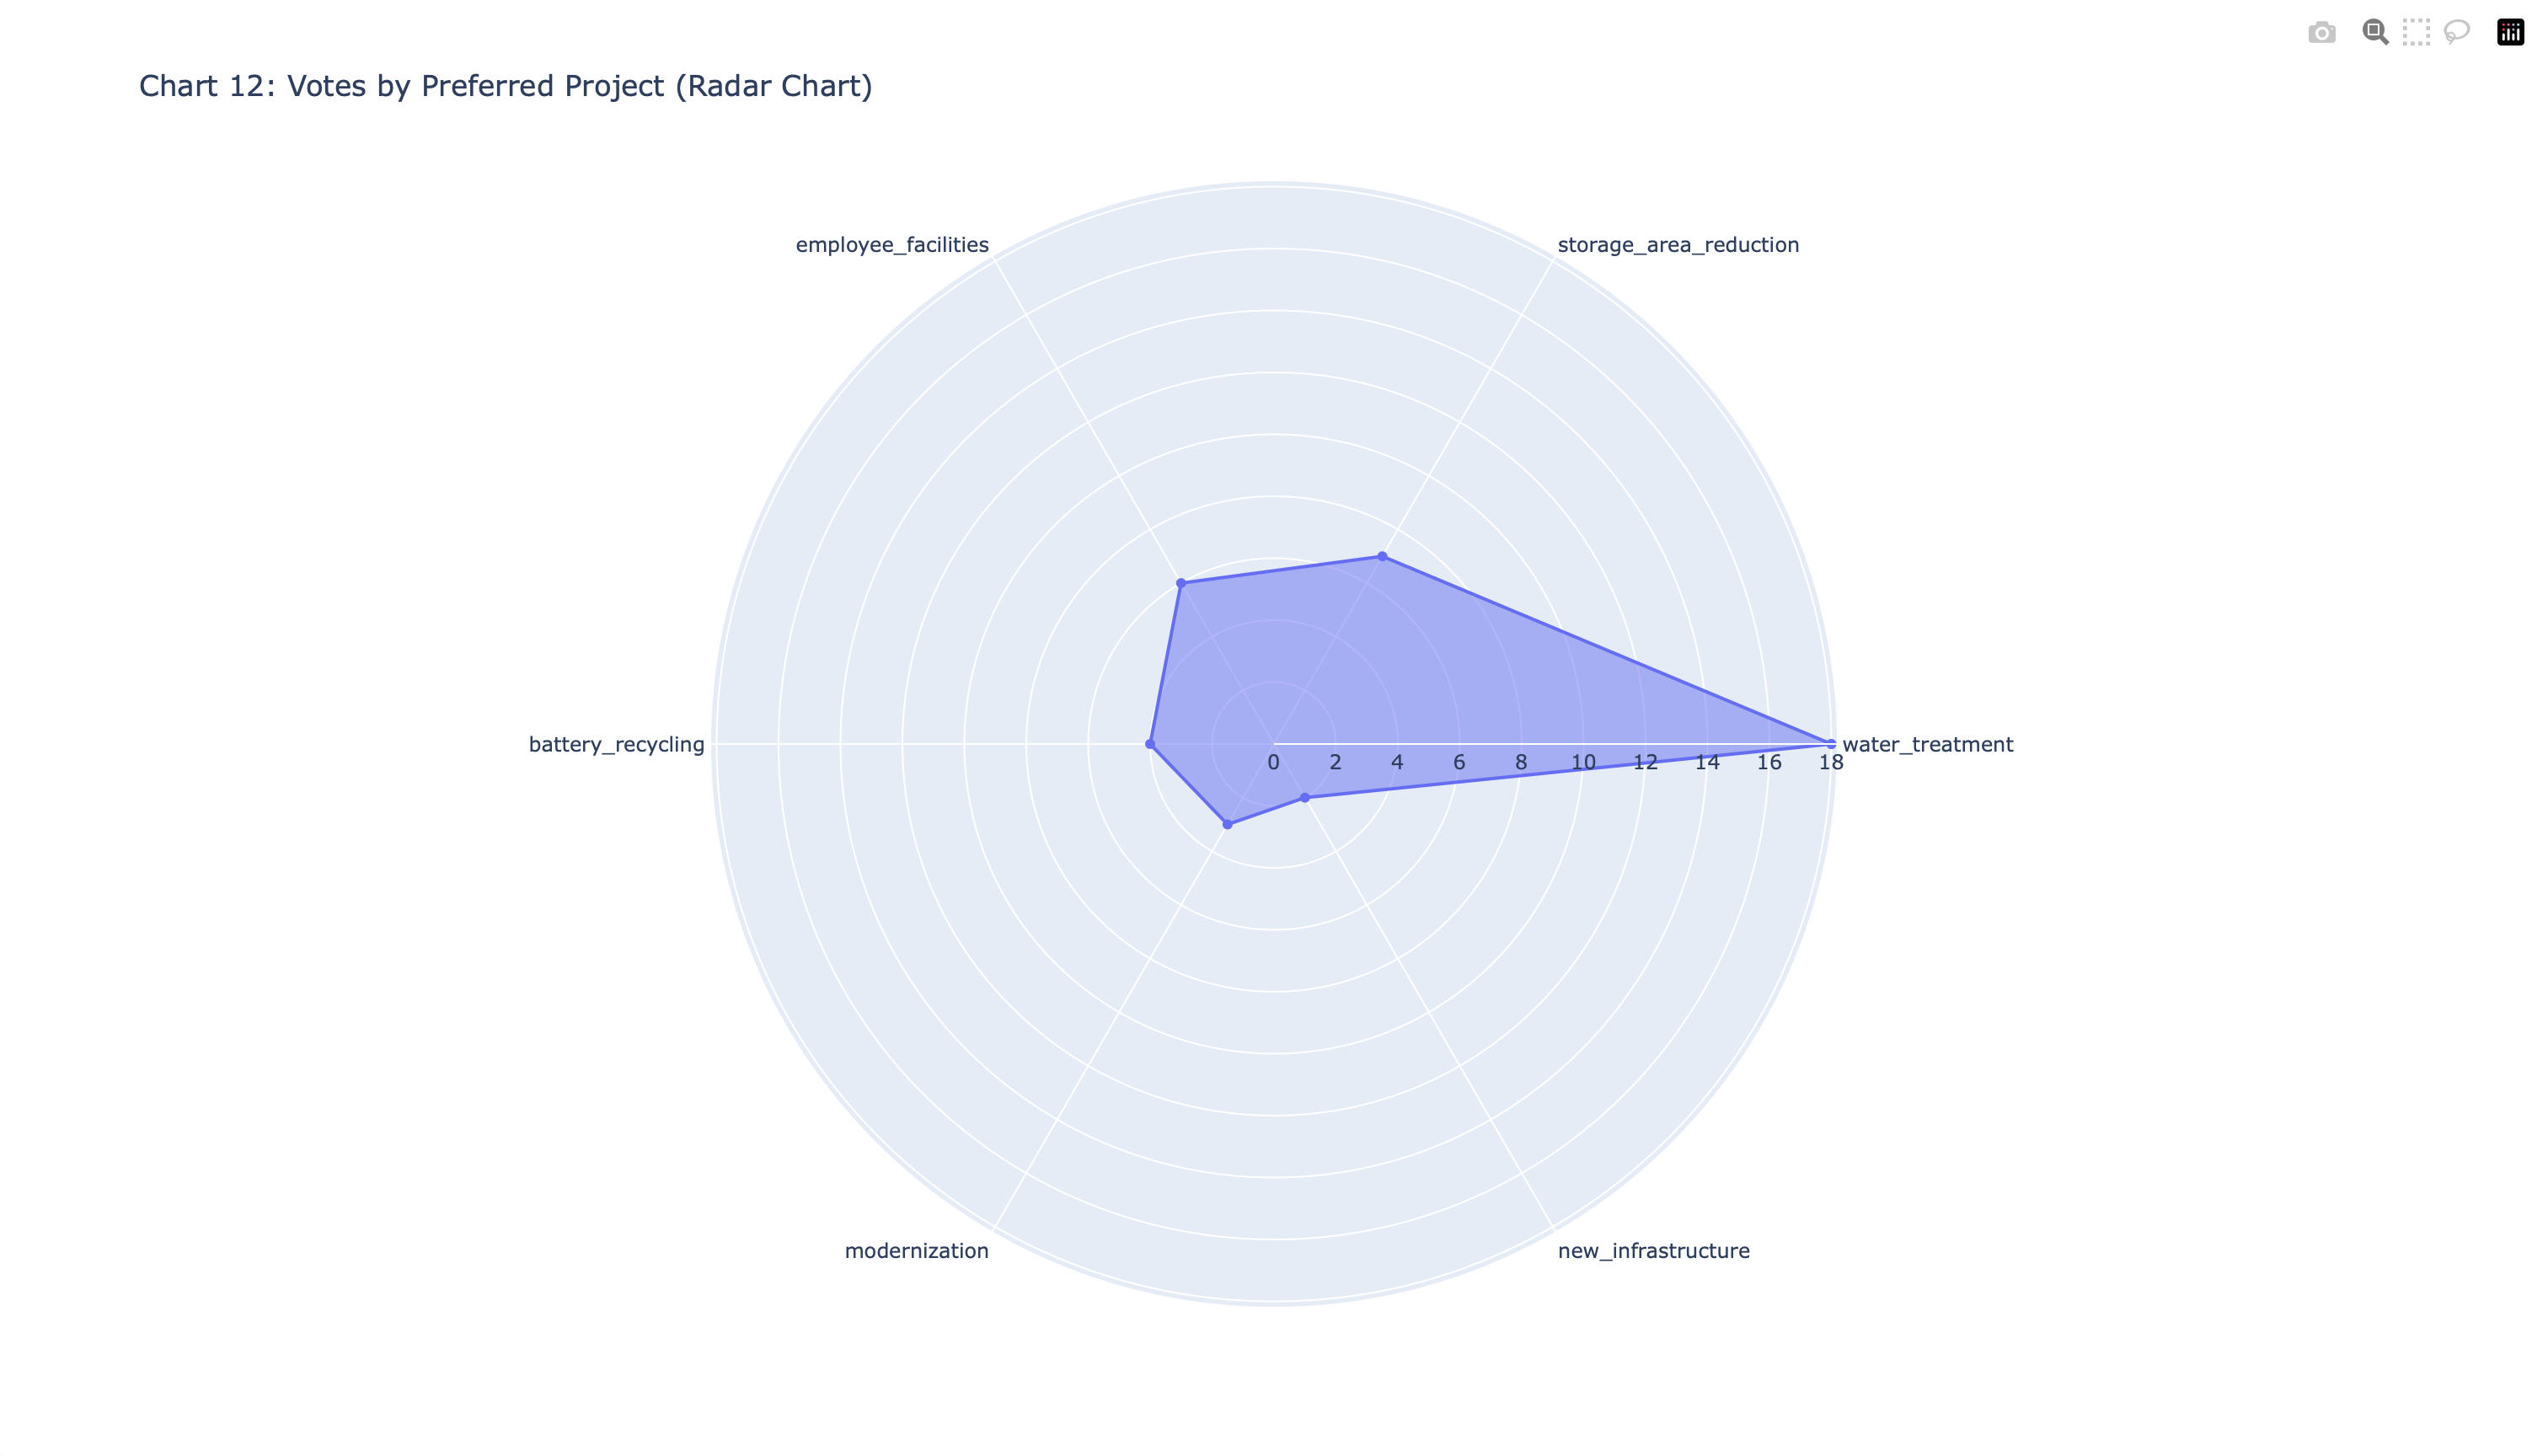 Chart 12: Votes by Preferred Project (Radar Chart)
employee_facilities
storage_area_reduction
battery_recycling
water_treatment
0 2 4 6 8 10 12 14 16 18
modernization
new_infrastructure